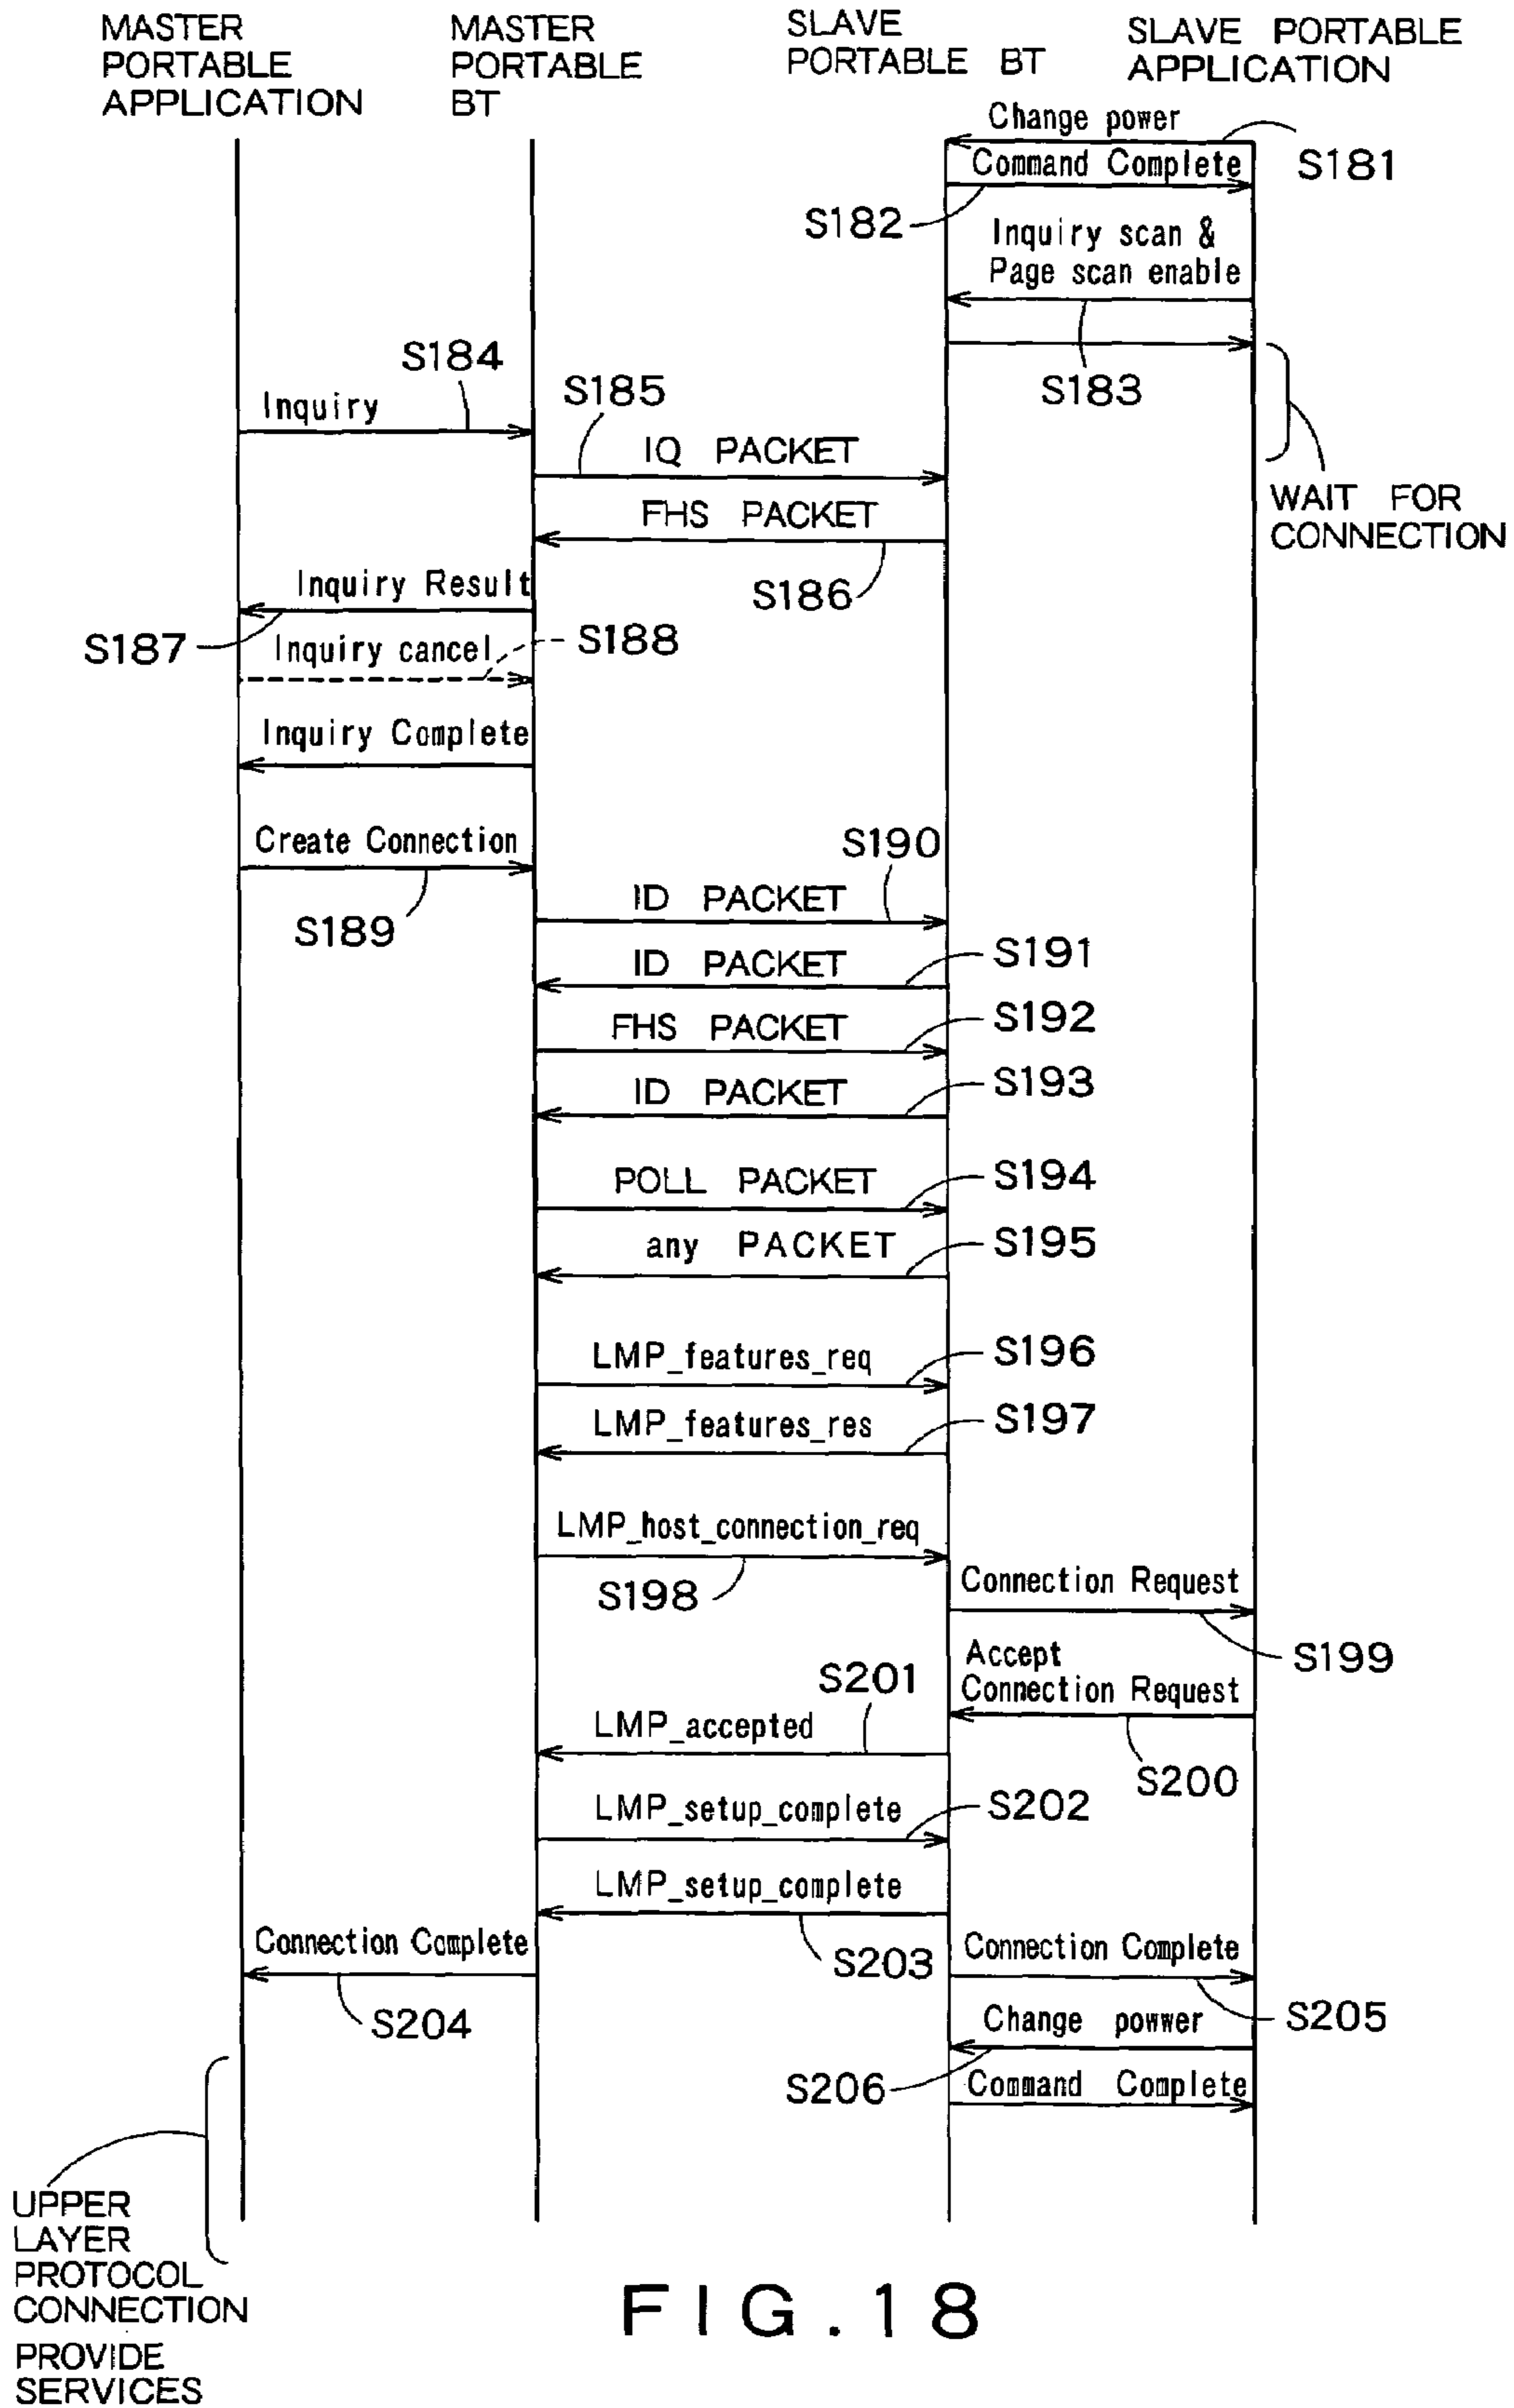 MASTER
PORTABLE
APPLICATION
MASTER
PORTABLE
BT
SLAVE
PORTABLE BT
SLAVE PORTABLE
APPLICATION
Change power
S181
Command Complete
S182
Inquiry scan &
Page scan enable
S183
S184
Inquiry
S185
IQ PACKET
WAIT FOR
CONNECTION
FHS PACKET
S186
Inquiry Result
S187
Inquiry cancel
S188
Inquiry Complete
Create Connection
S189
S190
ID PACKET
S191
ID PACKET
S192
FHS PACKET
S193
ID PACKET
S194
POLL PACKET
S195
any PACKET
S196
LMP_features_req
S197
LMP_features_res
LMP_host_connection_req
S198
Connection Request
S199
Accept
Connection Request
S200
S201
LMP_accepted
LMP_setup_complete
S202
LMP_setup_complete
S203
Connection Complete
S204
Connection Complete
S205
Change powwer
S206
Command Complete
UPPER
LAYER
PROTOCOL
CONNECTION
PROVIDE
SERVICES
FIG.18